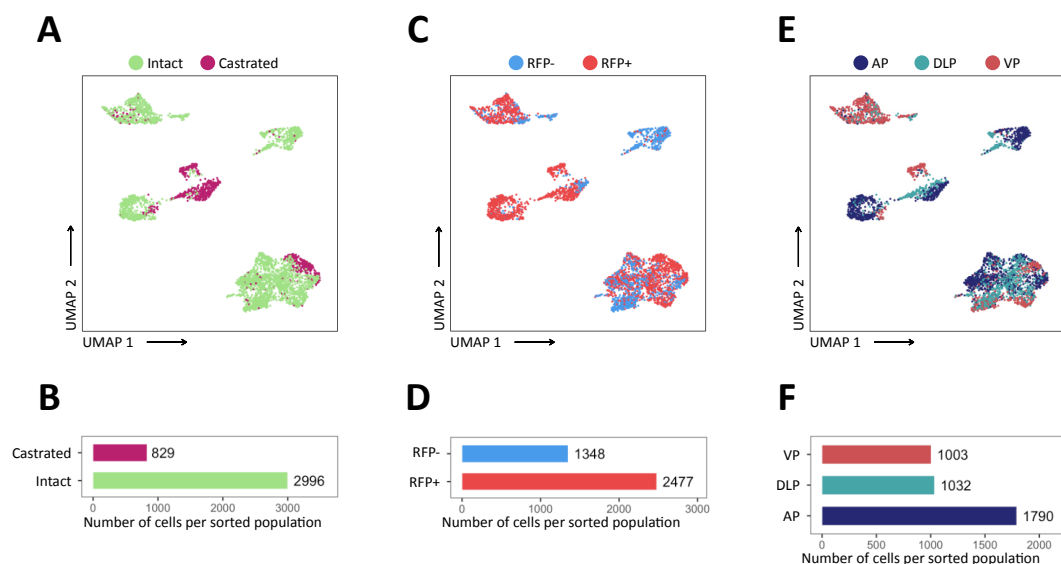 A
C
E
Intact Castrated
RFP- RFP+
AP DLP VP
UMAP 2
UMAP 1
UMAP 2
UMAP 1
UMAP 2
UMAP 1
B
Castrated
829
Intact
2996
0 1000 2000 3000
Number of cells per sorted population
D
RFP-
1348
RFP+
2477
0 1000 2000 3000
Number of cells per sorted population
F
VP
1003
DLP
1032
AP
1790
0 500 1000 1500 2000
Number of cells per sorted population